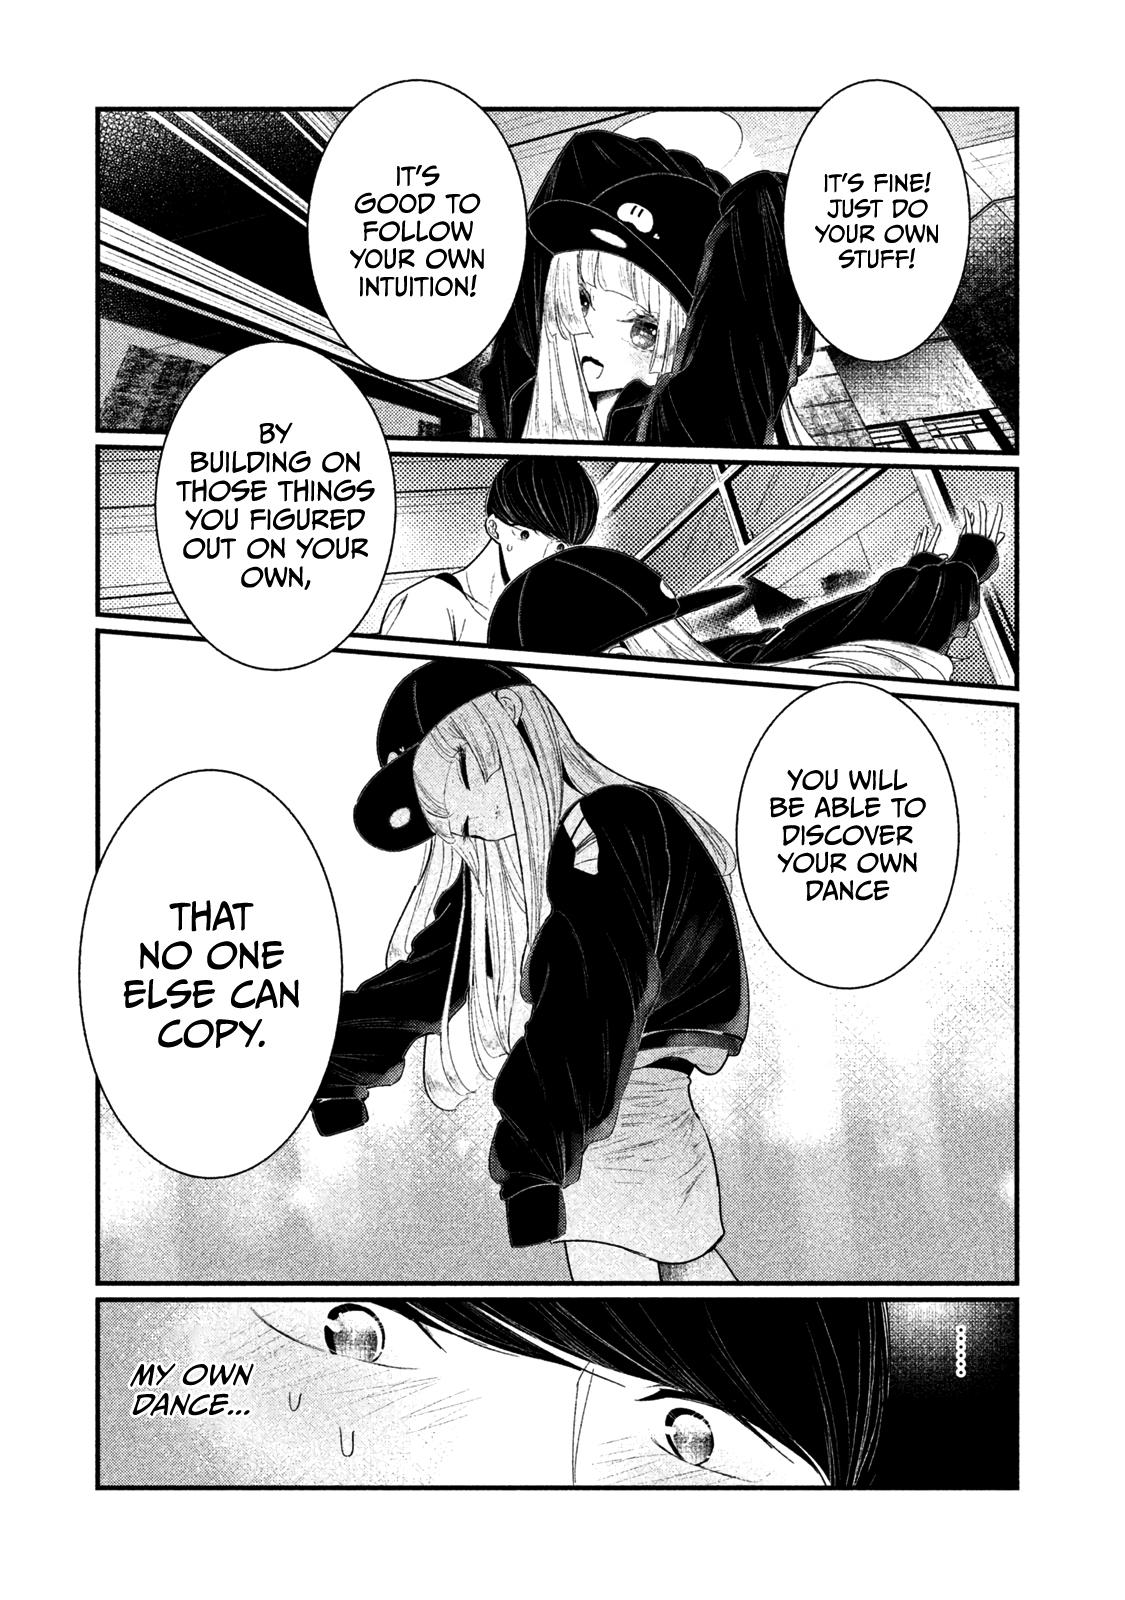 IT'S FINE!
JUST DO
YOUR OWN
STUFF!
IT'S
GOOD TO
FOLLOW
YOUR OWN
INTUITION!
BY
BUILDING ON
THOSE THINGS
YOU FIGURED
OUT ON YOUR
OWN,
YOU WILL
BE ABLE TO
DISCOVER
YOUR OWN
DANCE
THAT
NO ONE
ELSE CAN
COPY.
......
MY OWN
DANCE...